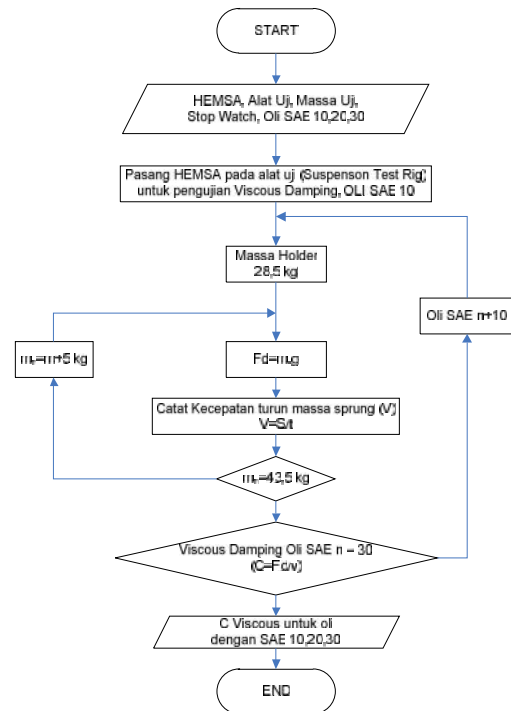 START
HEMSA, Alat Uji, Massa Uji,
Stop Watch, Oli SAE 10,20,30
Pasang HEMSA pada alat uji (Suspenson Test Rig)
untuk pengujian Viscous Damping, OLI SAE 10
Massa Holder
28,5 kg
Oli SAE n+10
mₙ=m+5 kg
Fd=mₙg
Catat Kecepatan turun massa sprung (V)
V=S/t
mₙ=43,5 kg
Viscous Damping Oli SAE n = 30
(C=Fd/v)
C Viscous untuk oli
dengan SAE 10,20,30
END